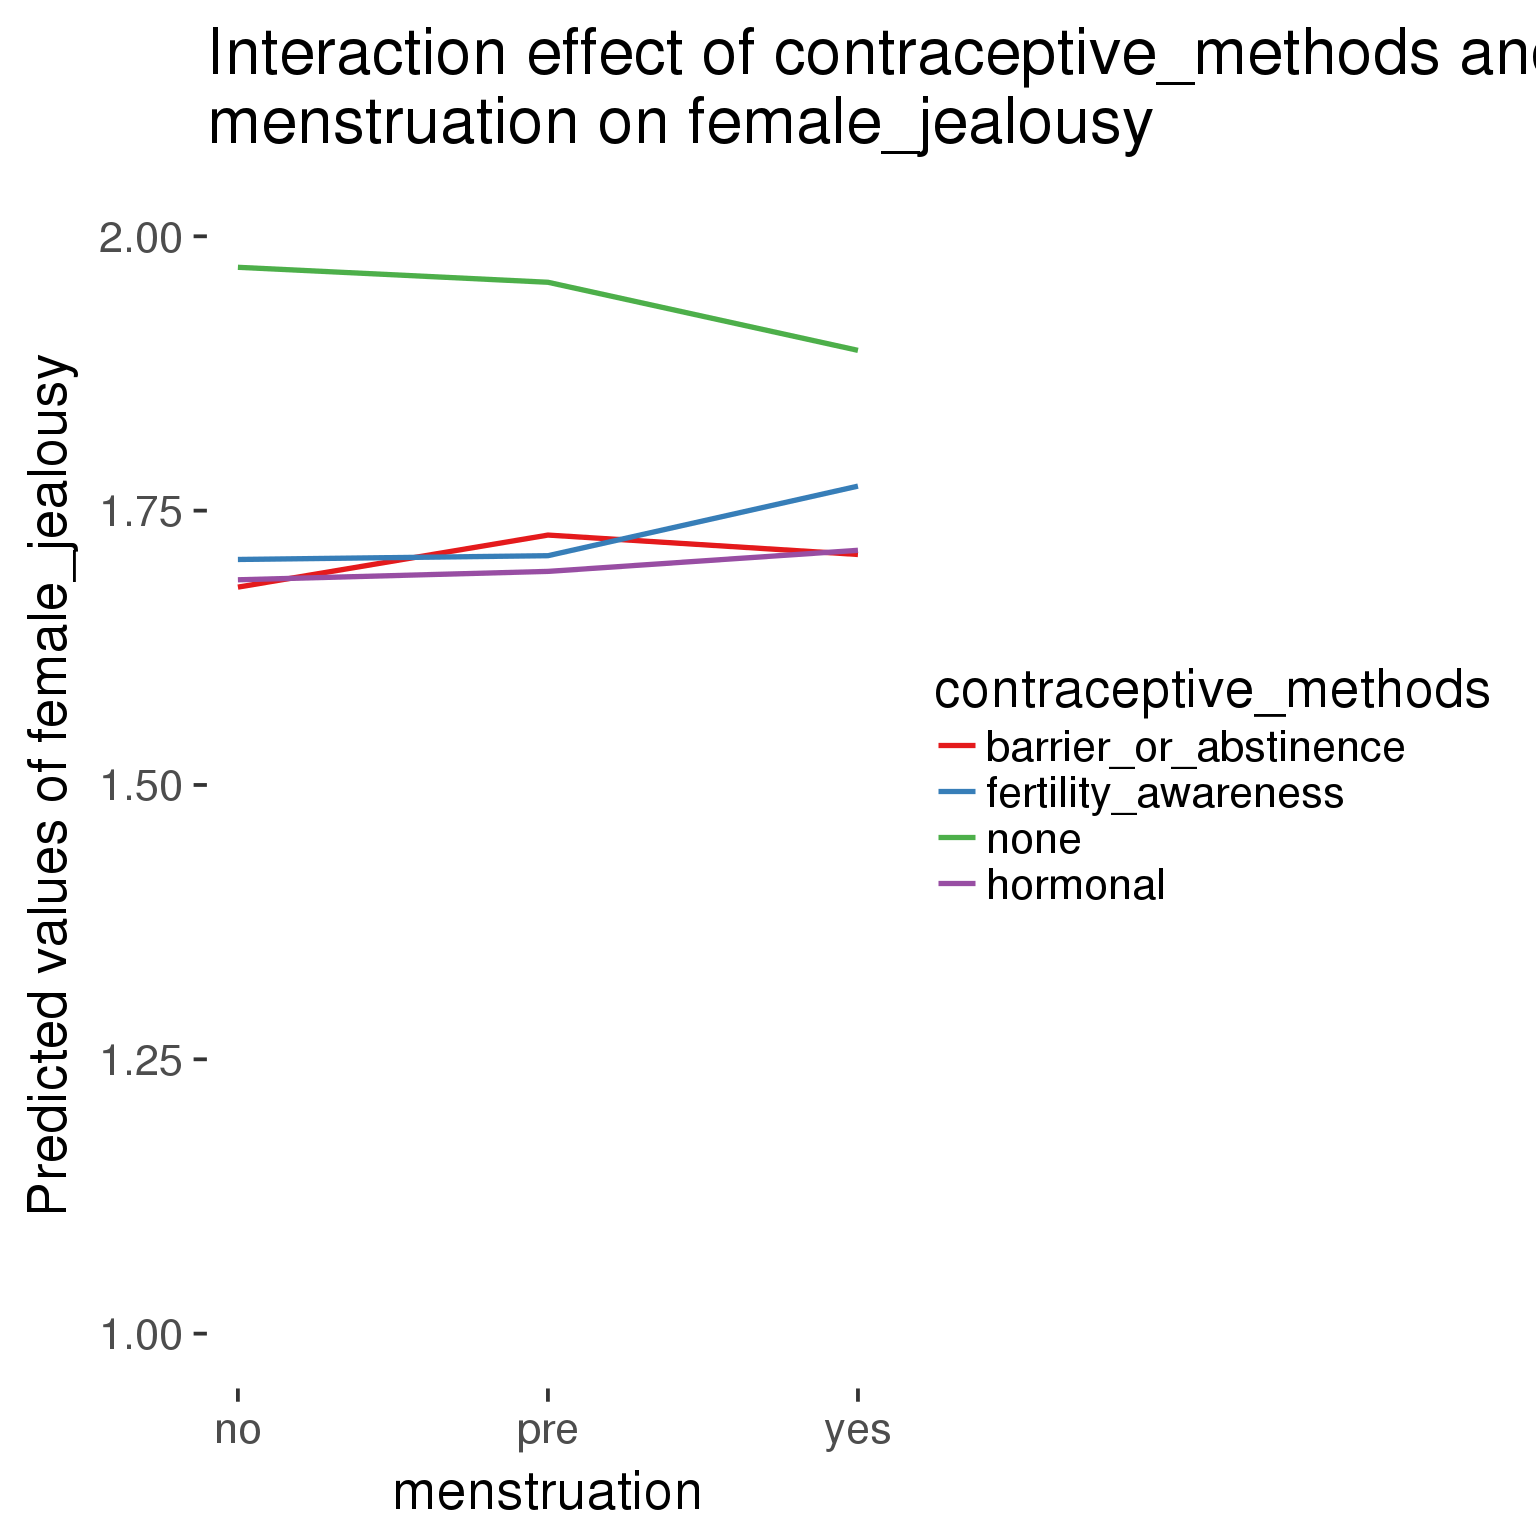 Interaction effect of contraceptive_methods and
menstruation on female_jealousy
Predicted values of female_jealousy
2.00
1.75
1.50
1.25
1.00
no pre yes
menstruation
contraceptive_methods
barrier_or_abstinence
fertility_awareness
none
hormonal